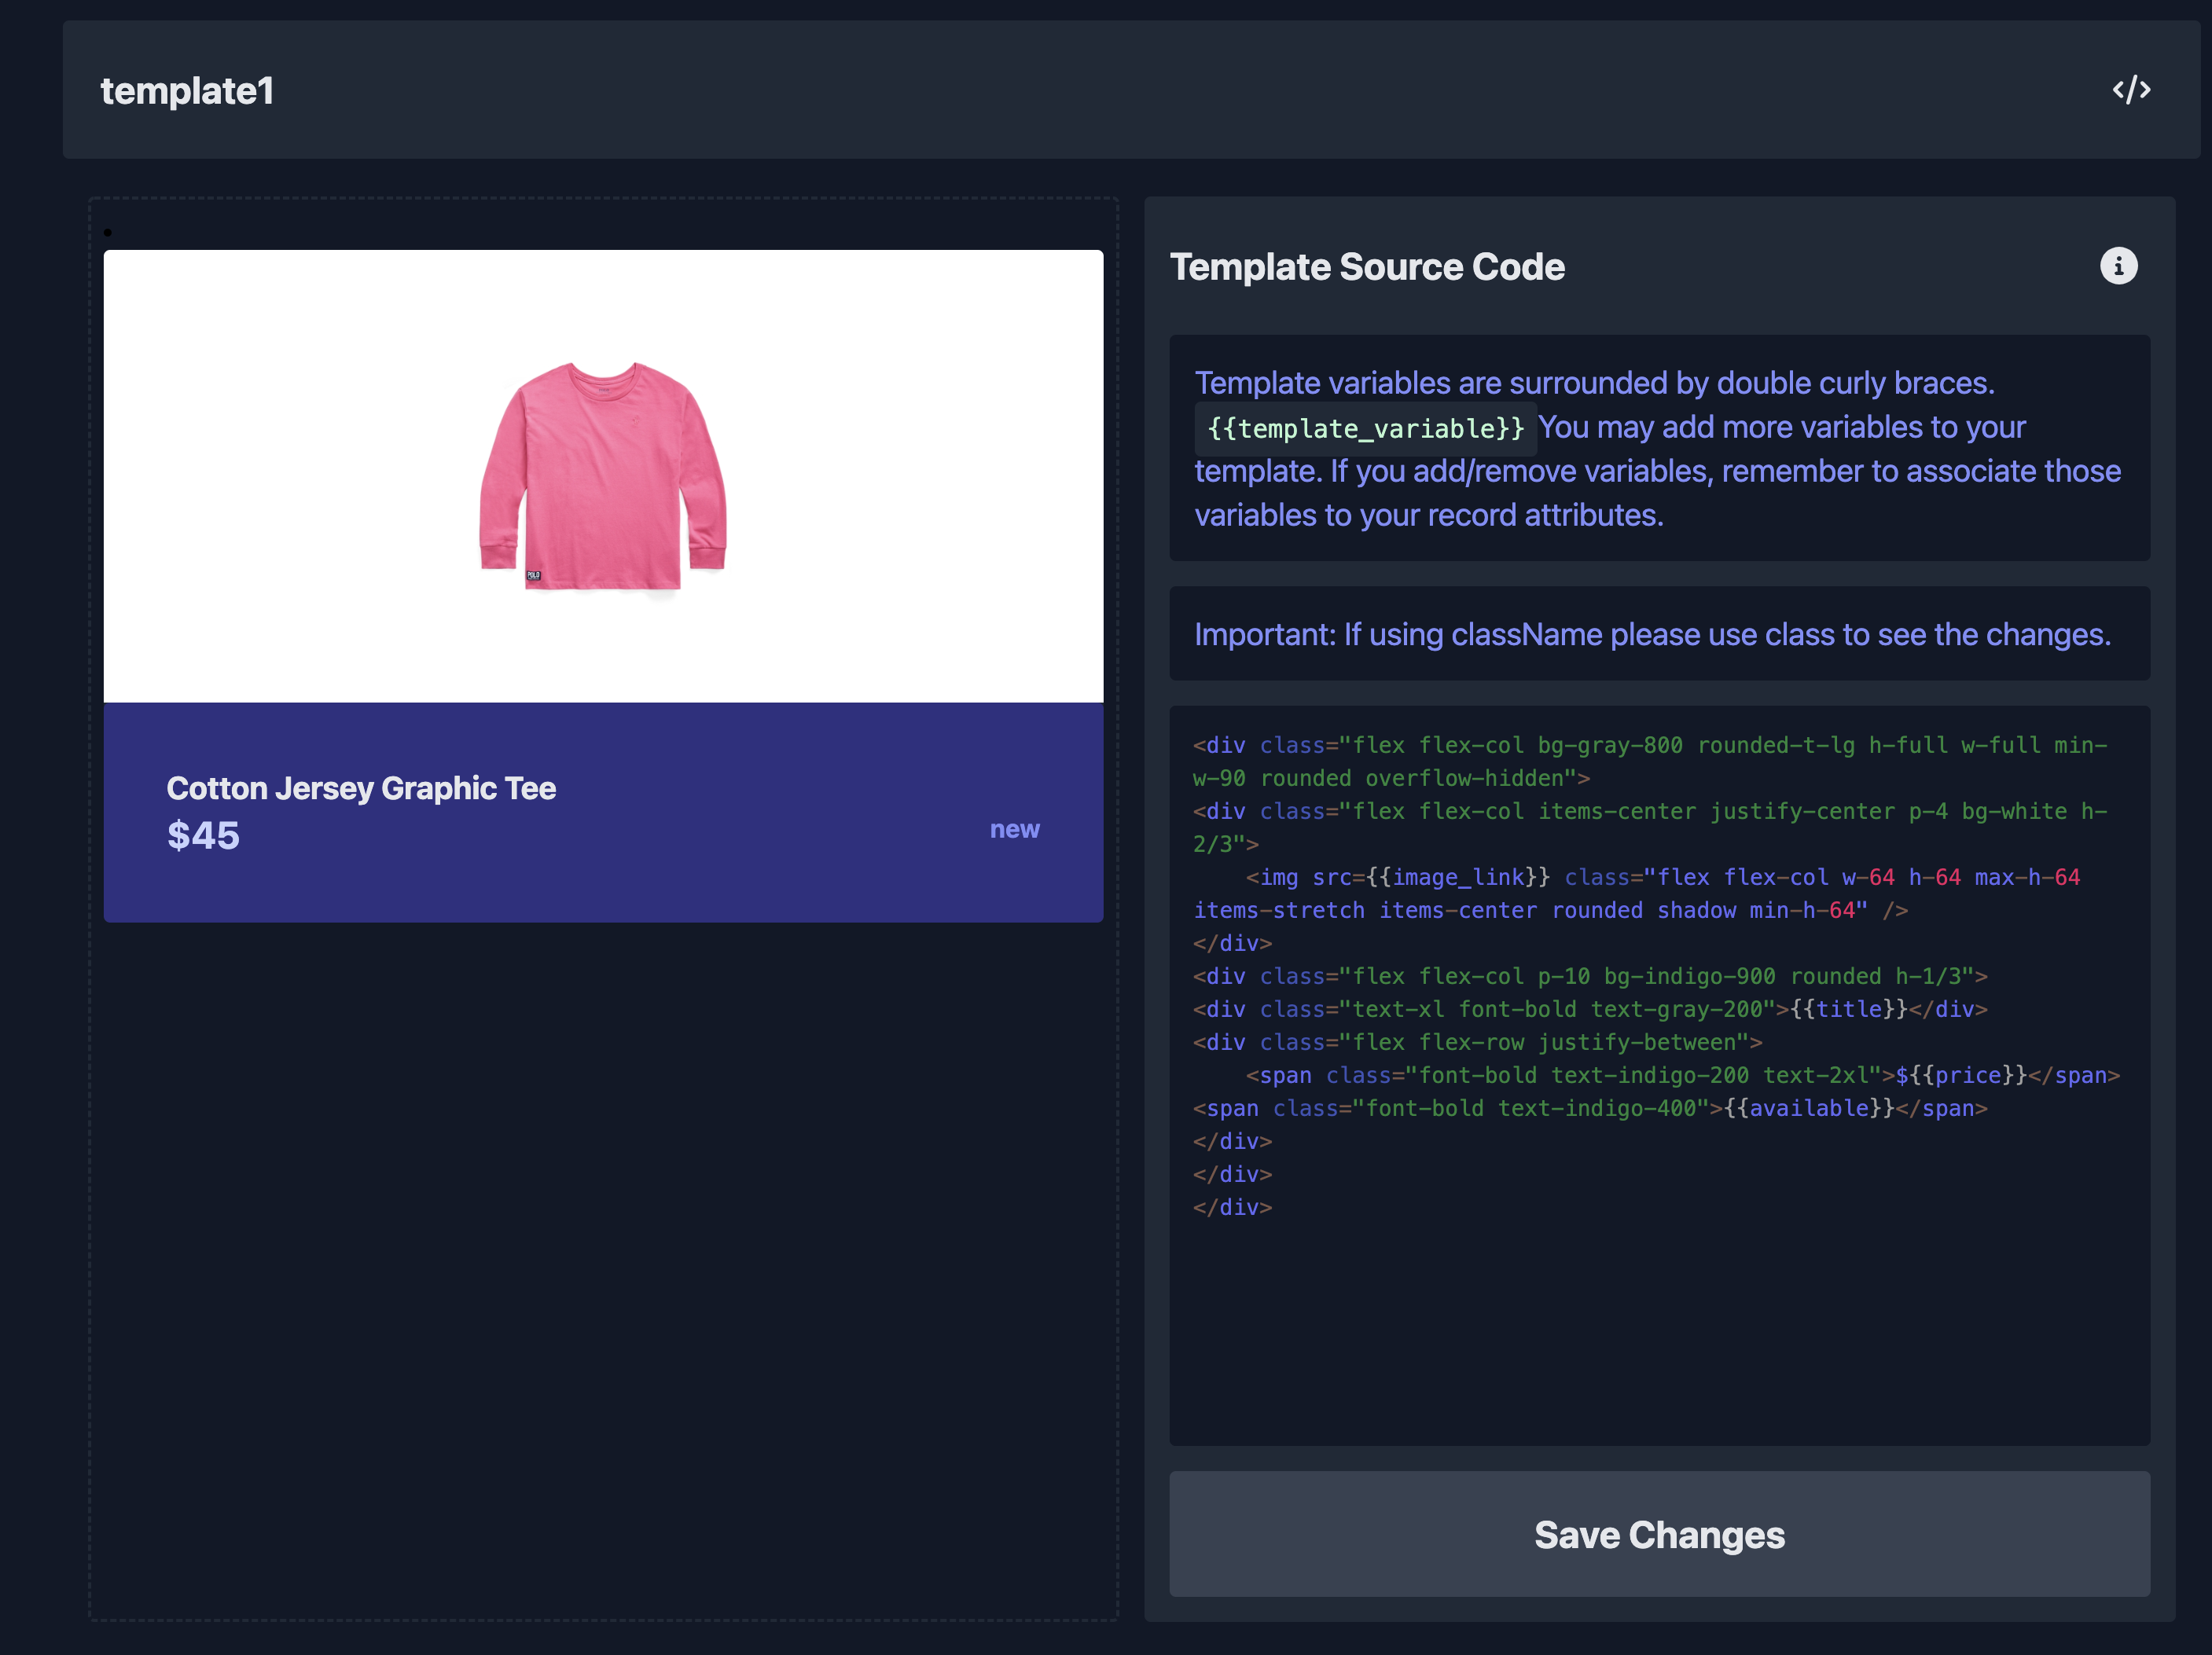 template1
</>
Template Source Code
Template variables are surrounded by double curly braces.
{{template_variable}} You may add more variables to your
template. If you add/remove variables, remember to associate those
variables to your record attributes.
Important: If using className please use class to see the changes.
POLO
Cotton Jersey Graphic Tee
$45
new
<div class="flex flex-col bg-gray-800 rounded-t-lg h-full w-full min-
w-90 rounded overflow-hidden">
<div class="flex flex-col items-center justify-center p-4 bg-white h-
2/3">
    <img src={{image_link}} class="flex flex-col w-64 h-64 max-h-64
items-stretch items-center rounded shadow min-h-64" />
</div>
<div class="flex flex-col p-10 bg-indigo-900 rounded h-1/3">
<div class="text-xl font-bold text-gray-200">{{title}}</div>
<div class="flex flex-row justify-between">
    <span class="font-bold text-indigo-200 text-2xl">${{price}}</span>
<span class="font-bold text-indigo-400">{{available}}</span>
</div>
</div>
</div>
Save Changes